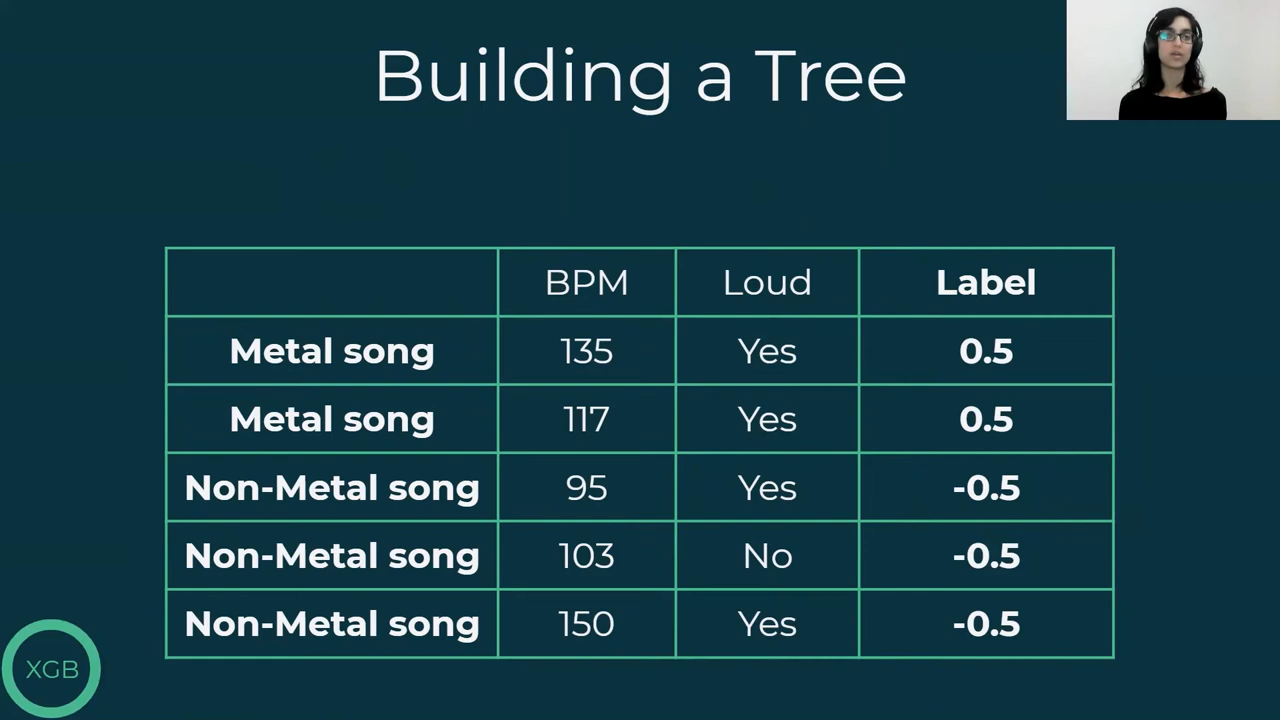 Building a Tree
BPM Loud Label
Metal song 135 Yes 0.5
Metal song 117 Yes 0.5
Non-Metal song 95 Yes -0.5
Non-Metal song 103 No -0.5
Non-Metal song 150 Yes -0.5
XGB